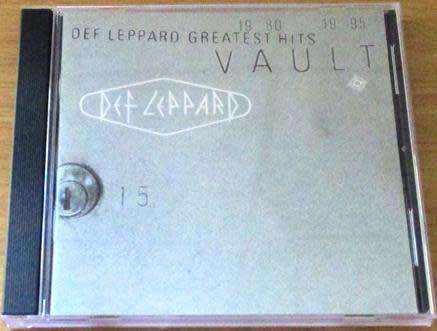 19 80 19 95
DEF LEPPARD GREATEST HITS
VAULT
DEF LEPPARD
15